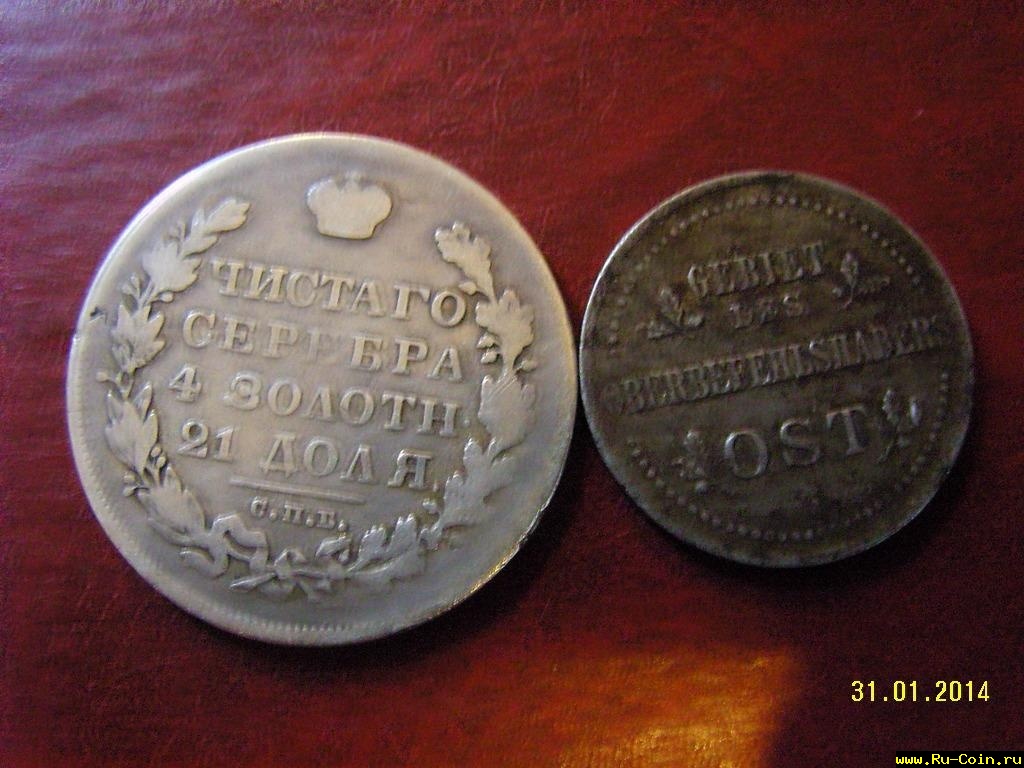 ЧИСТАГО
СЕРЕБРА
4 ЗОЛОТН.
21 ДОЛЯ
С.П.Б.
GEBIET
DES
OBERBEFEHLSHABERS
OST
31.01.2014
www.Ru-Coin.ru